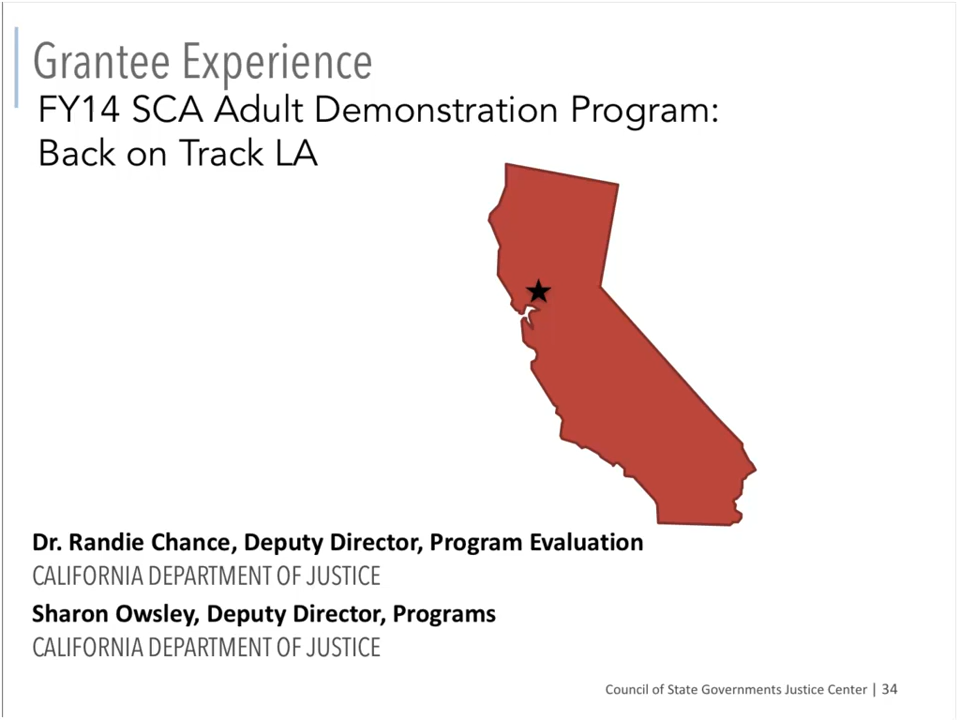 Grantee Experience
FY14 SCA Adult Demonstration Program:
Back on Track LA
Dr. Randie Chance, Deputy Director, Program Evaluation
CALIFORNIA DEPARTMENT OF JUSTICE
Sharon Owsley, Deputy Director, Programs
CALIFORNIA DEPARTMENT OF JUSTICE
Council of State Governments Justice Center | 34